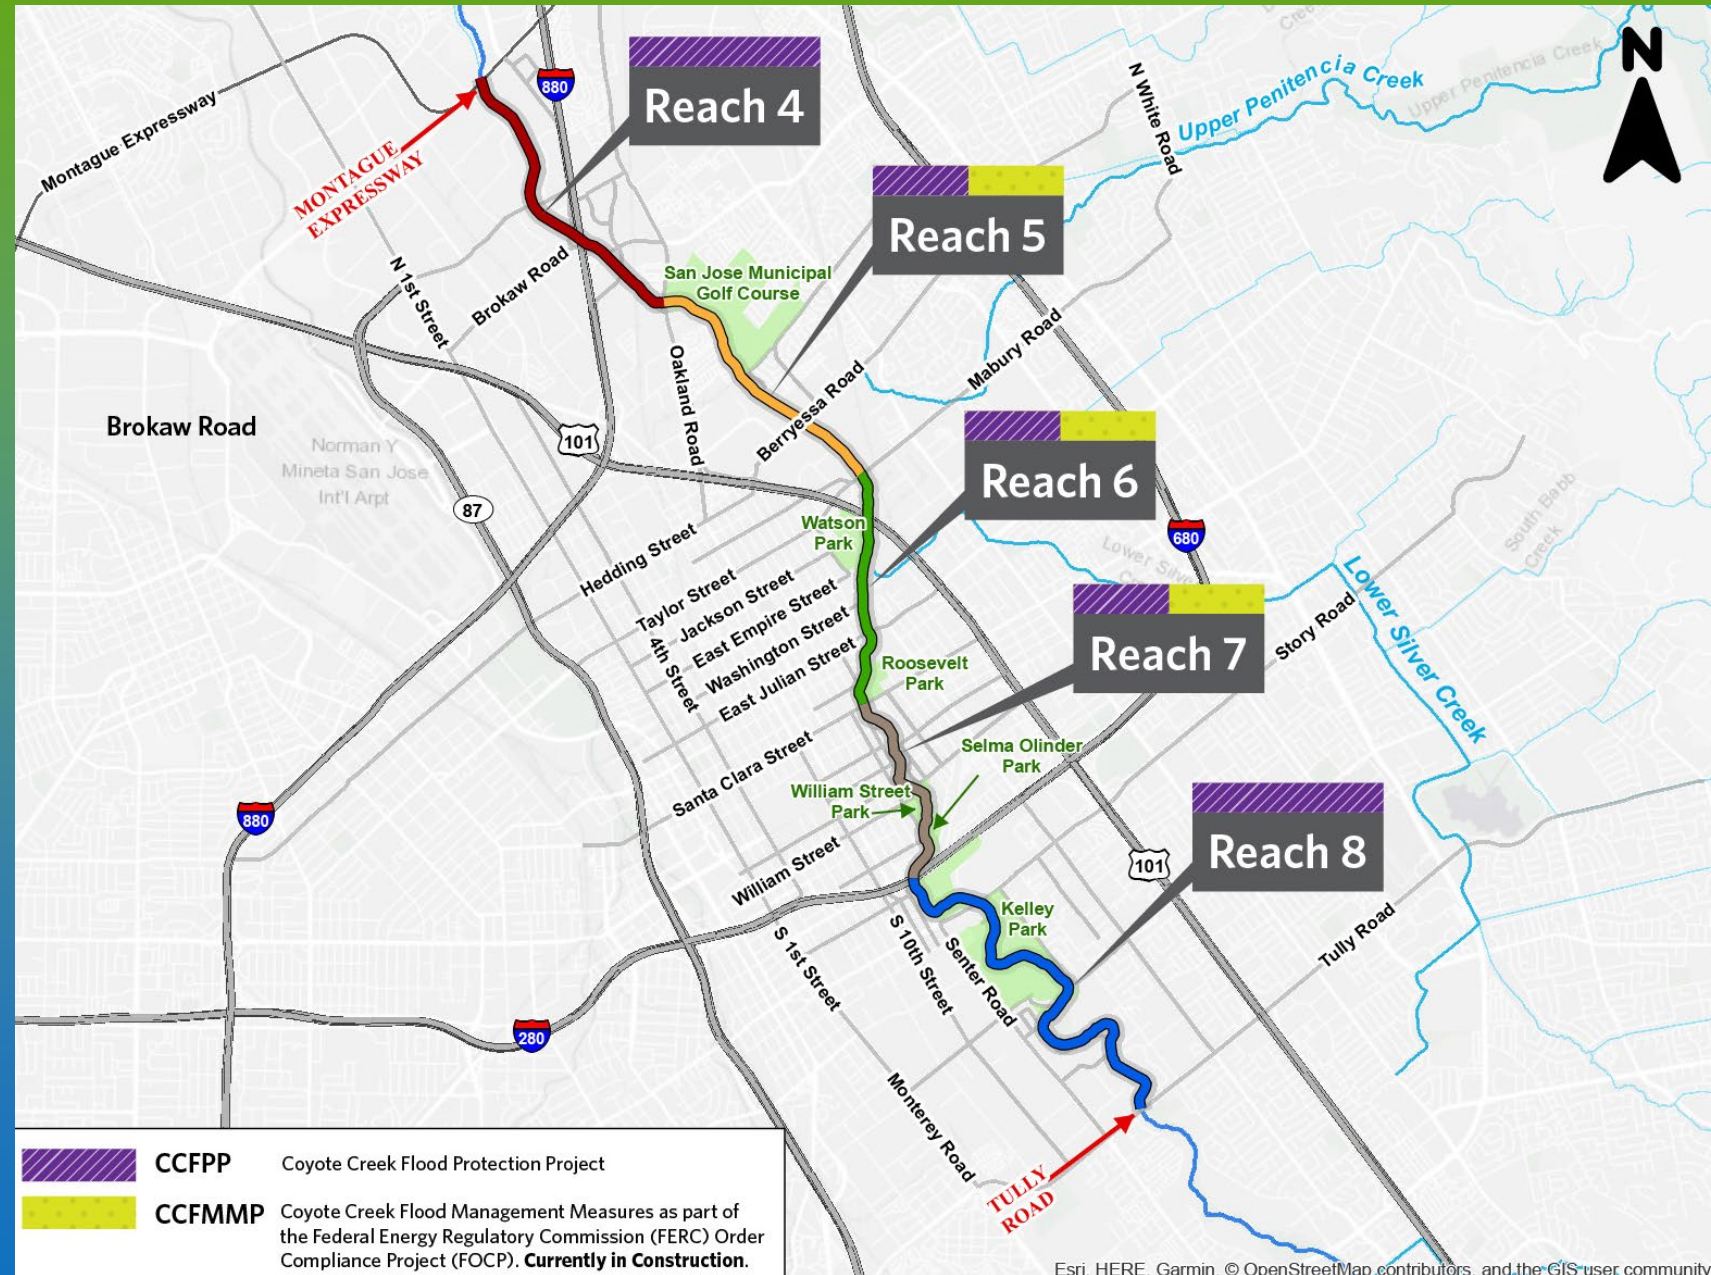 N
880
Reach 4
Montague Expressway
MONTAGUE
EXPRESSWAY
N White Road
Upper Penitencia Creek
Upper Penitencia Creek
Reach 5
N 1st Street
Brokaw Road
San Jose Municipal
Golf Course
Oakland Road
Berryessa Road
Mabury Road
Brokaw Road
Norman Y
Mineta San Jose
Int'l Arpt
101
87
Reach 6
680
South Babb
Creek
Watson
Park
Hedding Street
Taylor Street
Jackson Street
East Empire Street
Washington Street
East Julian Street
4th Street
Lower Silver Creek
Reach 7
Story Road
Roosevelt
Park
Santa Clara Street
Selma Olinder
Park
William Street
Park
880
William Street
Reach 8
101
Kelley
Park
S 1st Street
S 10th Street
Senter Road
Tully Road
280
Monterey Road
TULLY
ROAD
CCFPP Coyote Creek Flood Protection Project
CCFMMP Coyote Creek Flood Management Measures as part of
the Federal Energy Regulatory Commission (FERC) Order
Compliance Project (FOCP). Currently in Construction.
Esri, HERE, Garmin, © OpenStreetMap contributors, and the GIS user community